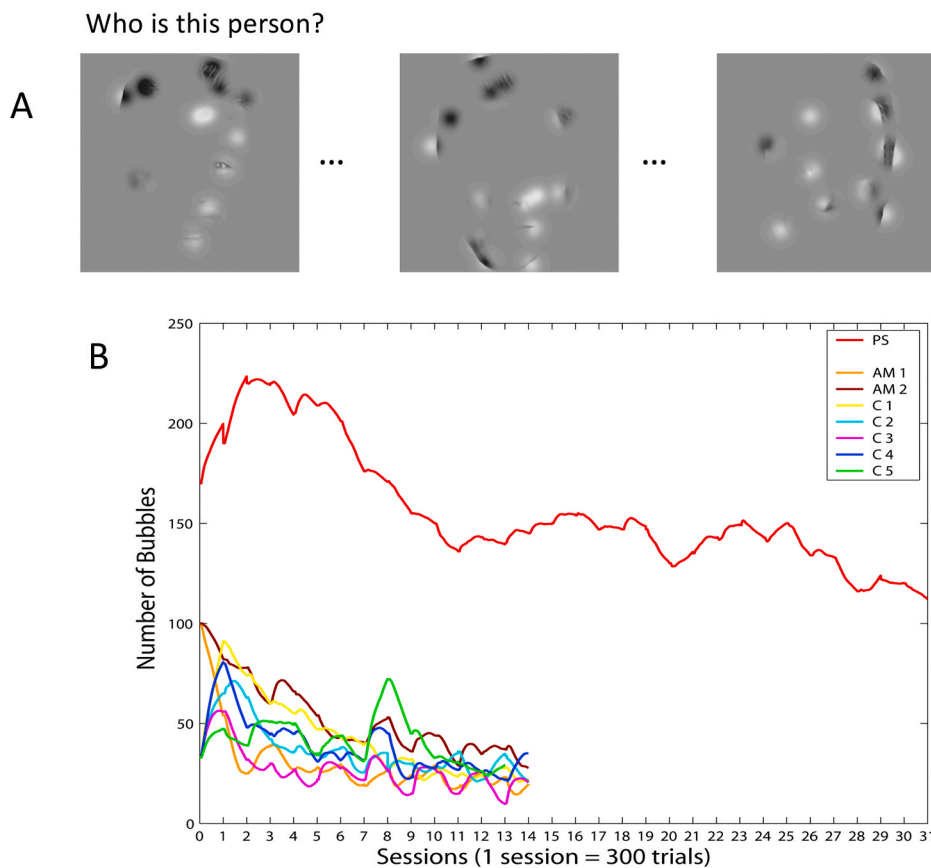 Who is this person?
A
... ...
B
250
200
150
100
50
0
Number of Bubbles
PS
AM 1
AM 2
C 1
C 2
C 3
C 4
C 5
0 1 2 3 4 5 6 7 8 9 10 11 12 13 14 15 16 17 18 19 20 21 22 23 24 25 26 27 28 29 30 31
Sessions (1 session = 300 trials)